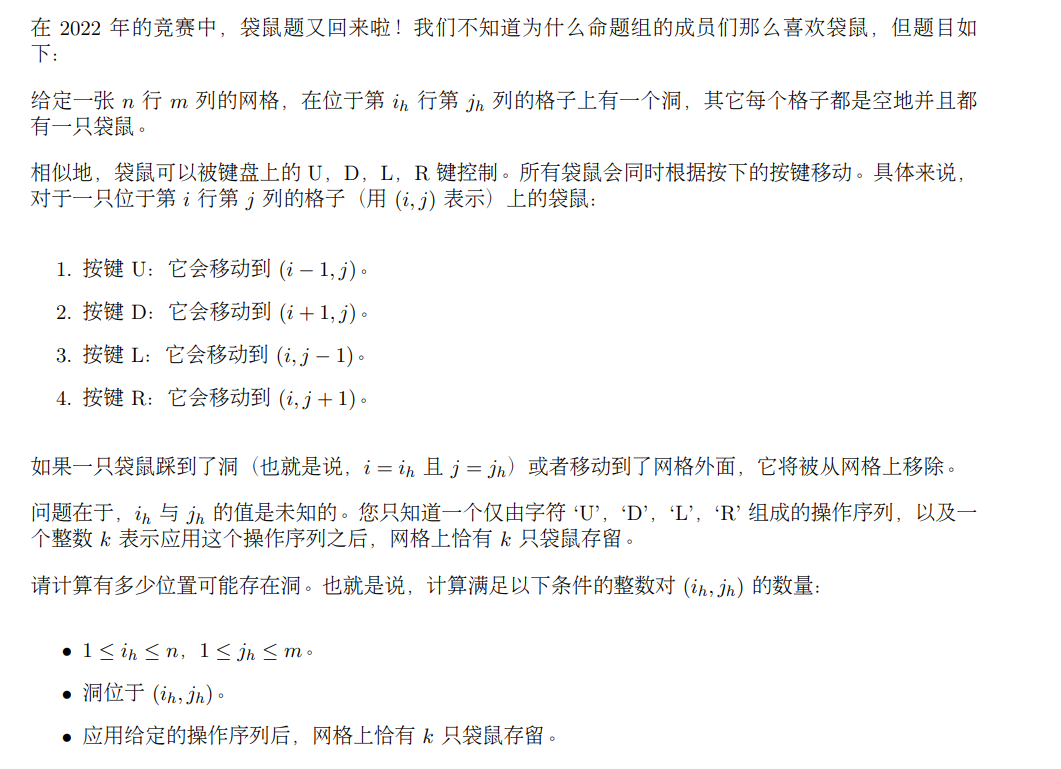 在 2022 年的竞赛中，袋鼠题又回来啦！我们不知道为什么命题组的成员们那么喜欢袋鼠，但题目如
下：
给定一张 n 行 m 列的网格，在位于第 i_h 行第 j_h 列的格子上有一个洞，其它每个格子都是空地并且都
有一只袋鼠。
相似地，袋鼠可以被键盘上的 U，D，L，R 键控制。所有袋鼠会同时根据按下的按键移动。具体来说，
对于一只位于第 i 行第 j 列的格子（用 (i, j) 表示）上的袋鼠：
1. 按键 U：它会移动到 (i − 1, j)。
2. 按键 D：它会移动到 (i + 1, j)。
3. 按键 L：它会移动到 (i, j − 1)。
4. 按键 R：它会移动到 (i, j + 1)。
如果一只袋鼠踩到了洞（也就是说，i = i_h 且 j = j_h）或者移动到了网格外面，它将被从网格上移除。
问题在于，i_h 与 j_h 的值是未知的。您只知道一个仅由字符 ‘U’，‘D’，‘L’，‘R’ 组成的操作序列，以及一
个整数 k 表示应用这个操作序列之后，网格上恰有 k 只袋鼠存留。
请计算有多少位置可能存在洞。也就是说，计算满足以下条件的整数对 (i_h, j_h) 的数量：
• 1 ≤ i_h ≤ n，1 ≤ j_h ≤ m。
• 洞位于 (i_h, j_h)。
• 应用给定的操作序列后，网格上恰有 k 只袋鼠存留。